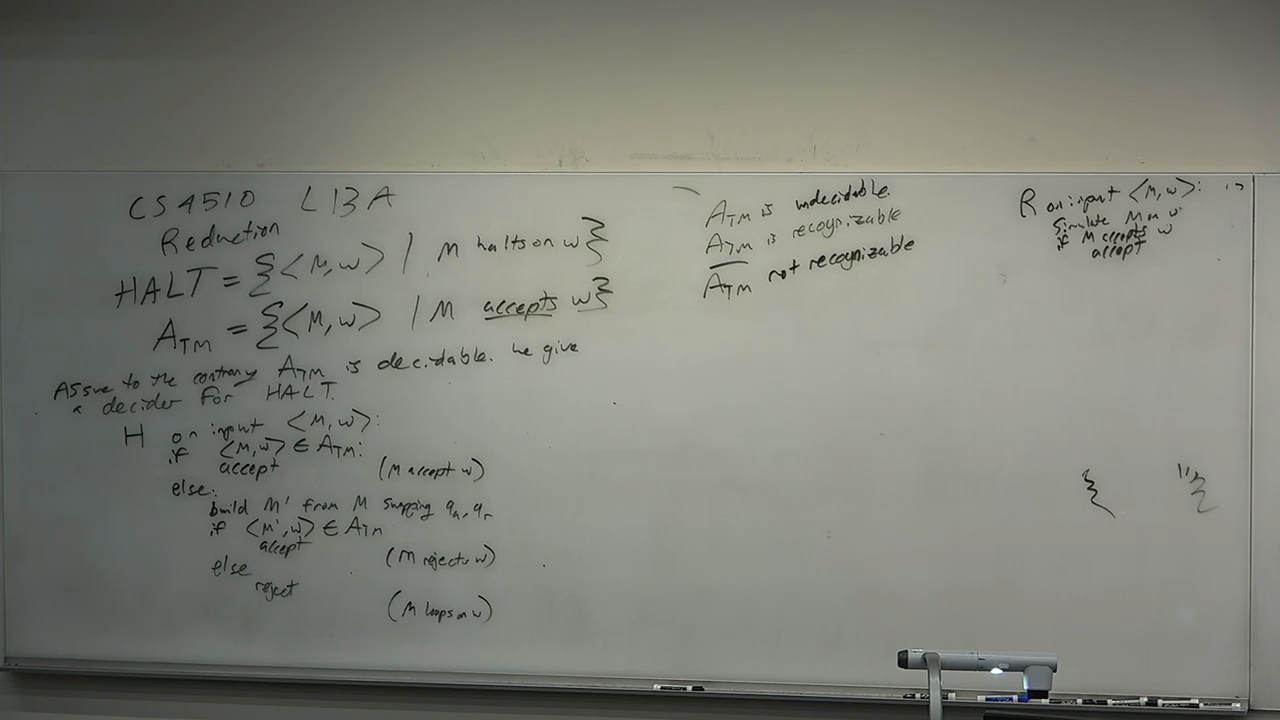 CS 4510 L13A
Reduction
HALT = {<M,w> | M halts on w}
A_TM = {<M,w> | M accepts w}
Assue to the contrary A_TM is decidable. we give
a decider for HALT.
H on input <M,w>:
if <M,w> ∈ A_TM:
accept (M accept w)
else:
build M' from M swapping q_a, q_r
if <M',w> ∈ A_TM
accept
(M rejects w)
else
reject
(M loops on w)
A_TM is undecidable.
A_TM is recognizable
A̅_TM not recognizable
R on input <M,w>:
simulate M on w
if M accepts w
accept
{ "}